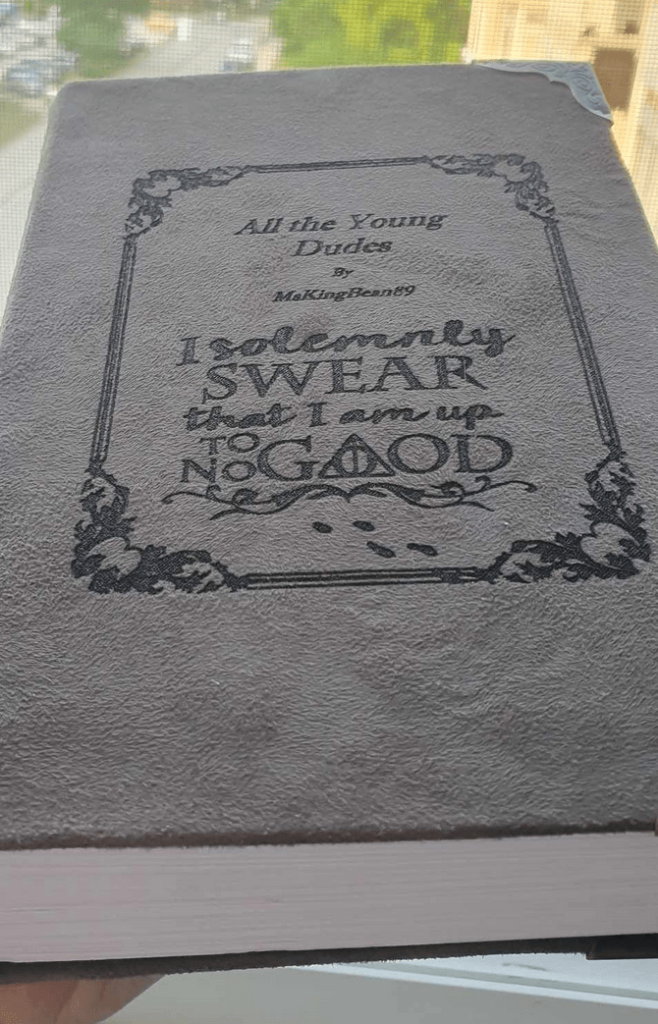 All the Young
Dudes
By
MsKingBean89
I solemnly
SWEAR
that I am up
TO
NO GOOD